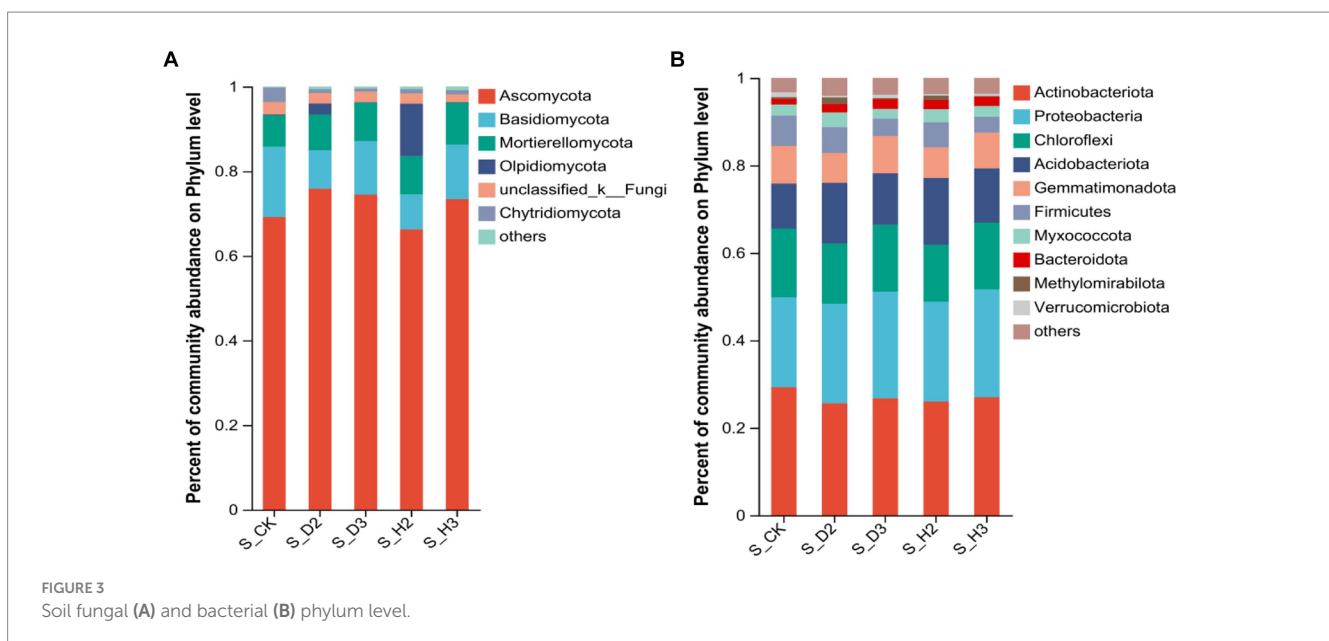 A
Percent of community abundance on Phylum level
1
0.8
0.6
0.4
0.2
0
S_CK
S_D2
S_D3
S_H2
S_H3
Ascomycota
Basidiomycota
Mortierellomycota
Olpidiomycota
unclassified_k__Fungi
Chytridiomycota
others
B
Percent of community abundance on Phylum level
1
0.8
0.6
0.4
0.2
0
S_CK
S_D2
S_D3
S_H2
S_H3
Actinobacteriota
Proteobacteria
Chloroflexi
Acidobacteriota
Gemmatimonadota
Firmicutes
Myxococcota
Bacteroidota
Methylomirabilota
Verrucomicrobiota
others
FIGURE 3
Soil fungal (A) and bacterial (B) phylum level.